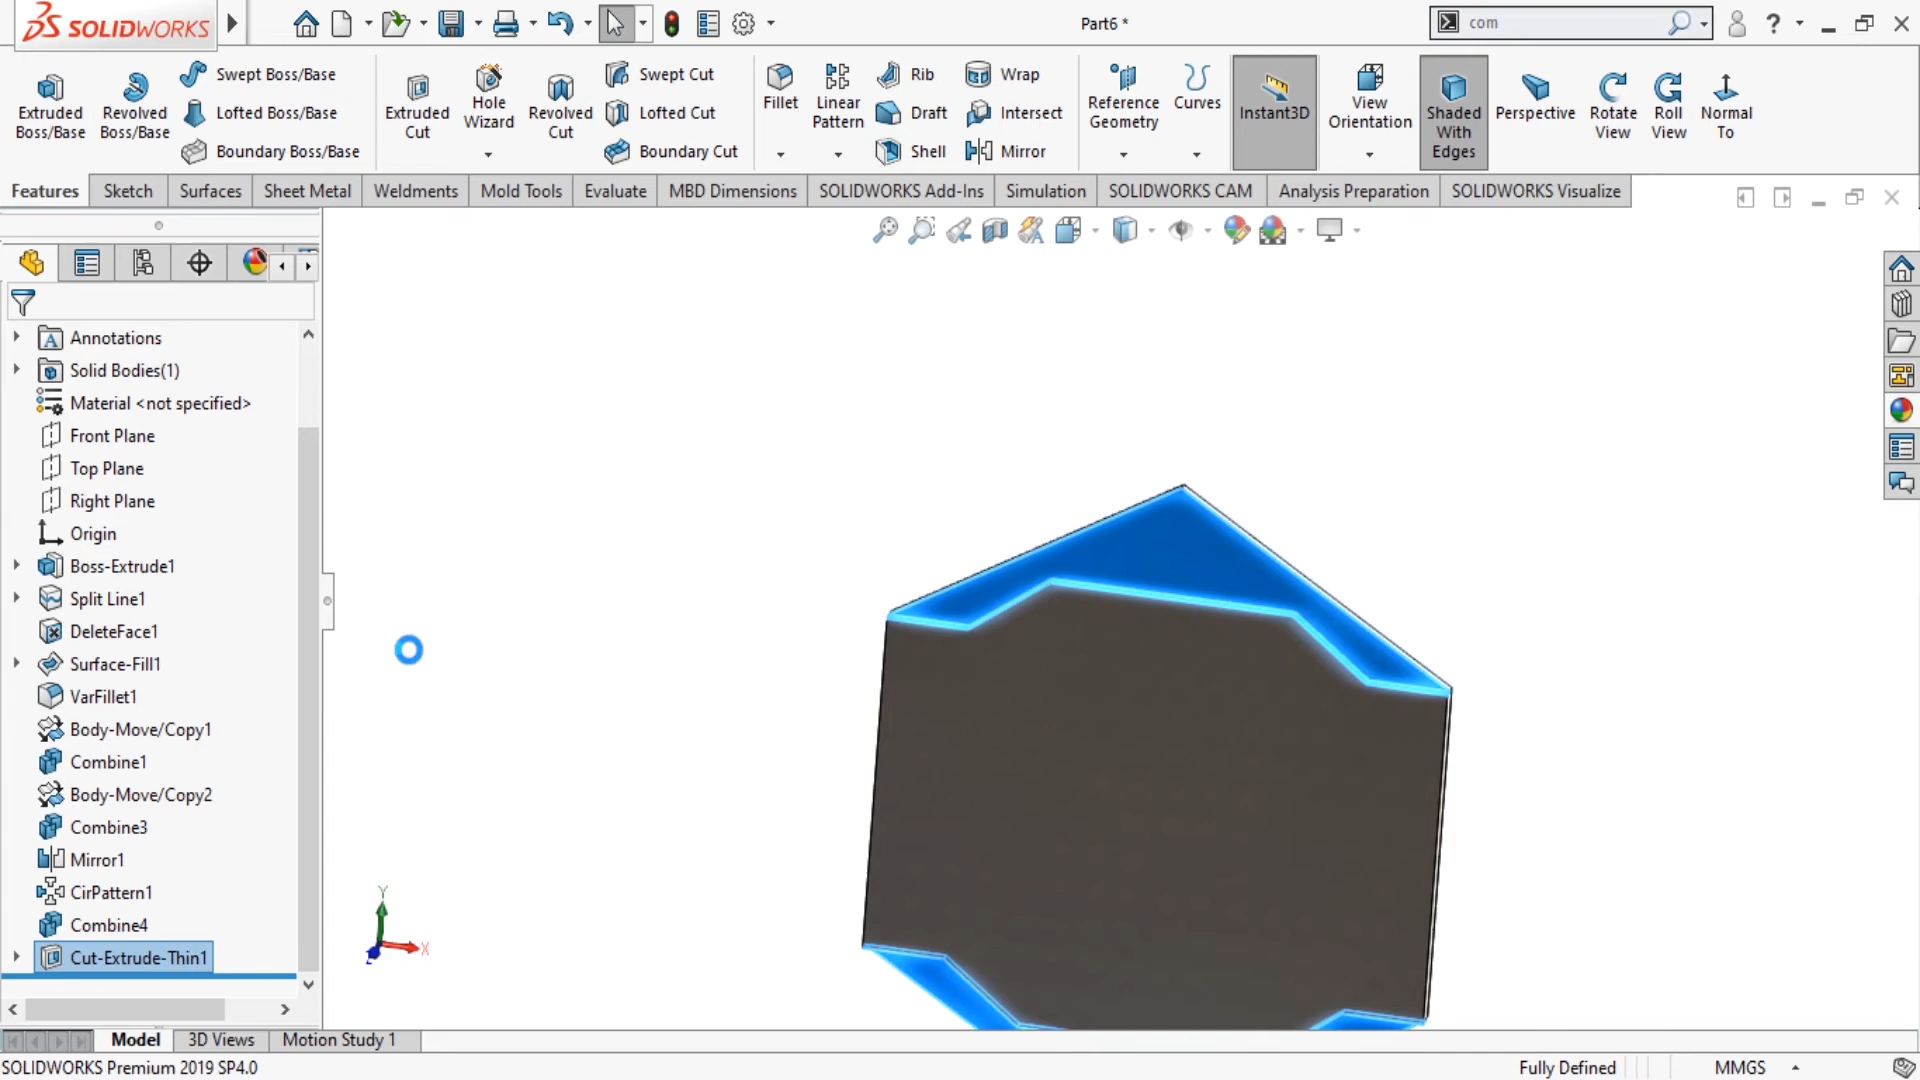 SOLIDWORKS
Part6 *
com
Extruded Boss/Base
Revolved Boss/Base
Swept Boss/Base
Lofted Boss/Base
Boundary Boss/Base
Extruded Cut
Hole Wizard
Revolved Cut
Swept Cut
Lofted Cut
Boundary Cut
Fillet
Linear Pattern
Rib
Draft
Shell
Wrap
Intersect
Mirror
Reference Geometry
Curves
Instant3D
View Orientation
Shaded With Edges
Perspective
Rotate View
Roll View
Normal To
Features
Sketch
Surfaces
Sheet Metal
Weldments
Mold Tools
Evaluate
MBD Dimensions
SOLIDWORKS Add-Ins
Simulation
SOLIDWORKS CAM
Analysis Preparation
SOLIDWORKS Visualize
Annotations
Solid Bodies(1)
Material <not specified>
Front Plane
Top Plane
Right Plane
Origin
Boss-Extrude1
Split Line1
DeleteFace1
Surface-Fill1
VarFillet1
Body-Move/Copy1
Combine1
Body-Move/Copy2
Combine3
Mirror1
CirPattern1
Combine4
Cut-Extrude-Thin1
Y
X
Z
Model
3D Views
Motion Study 1
SOLIDWORKS Premium 2019 SP4.0
Fully Defined
MMGS